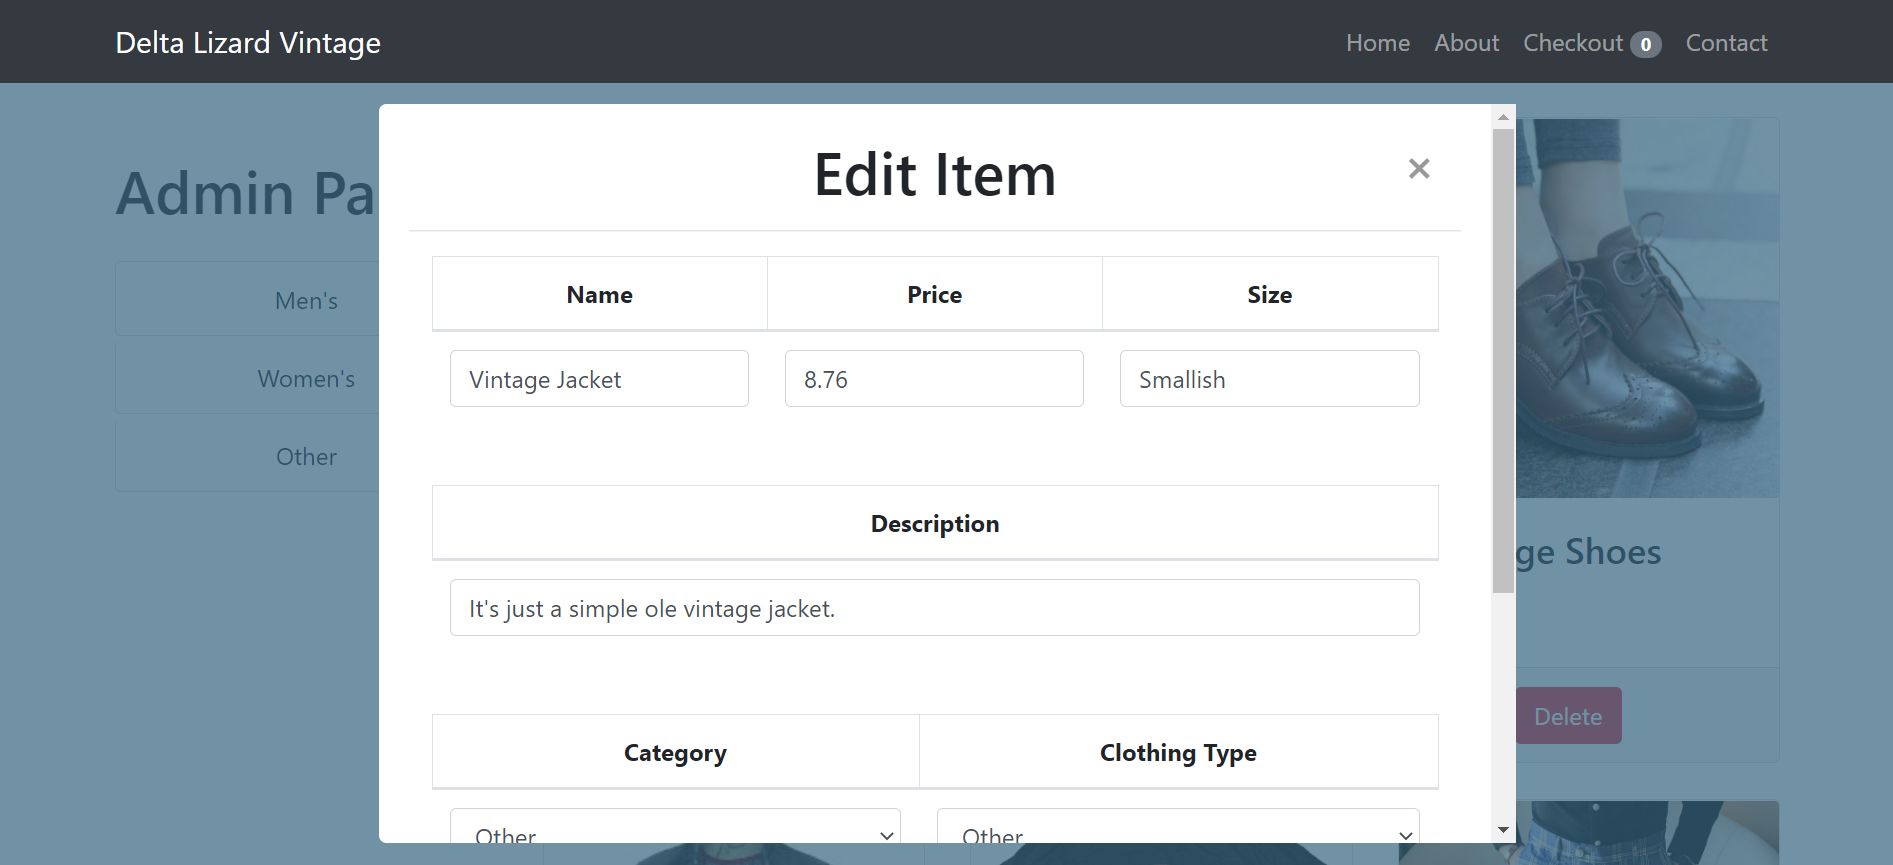 Delta Lizard Vintage
Home About Checkout 0 Contact
Admin Pa
Men's
Women's
Other
Edit Item
×
Name Price Size
Vintage Jacket 8.76 Smallish
Description
It's just a simple ole vintage jacket.
Category Clothing Type
Other Other
ge Shoes
Delete